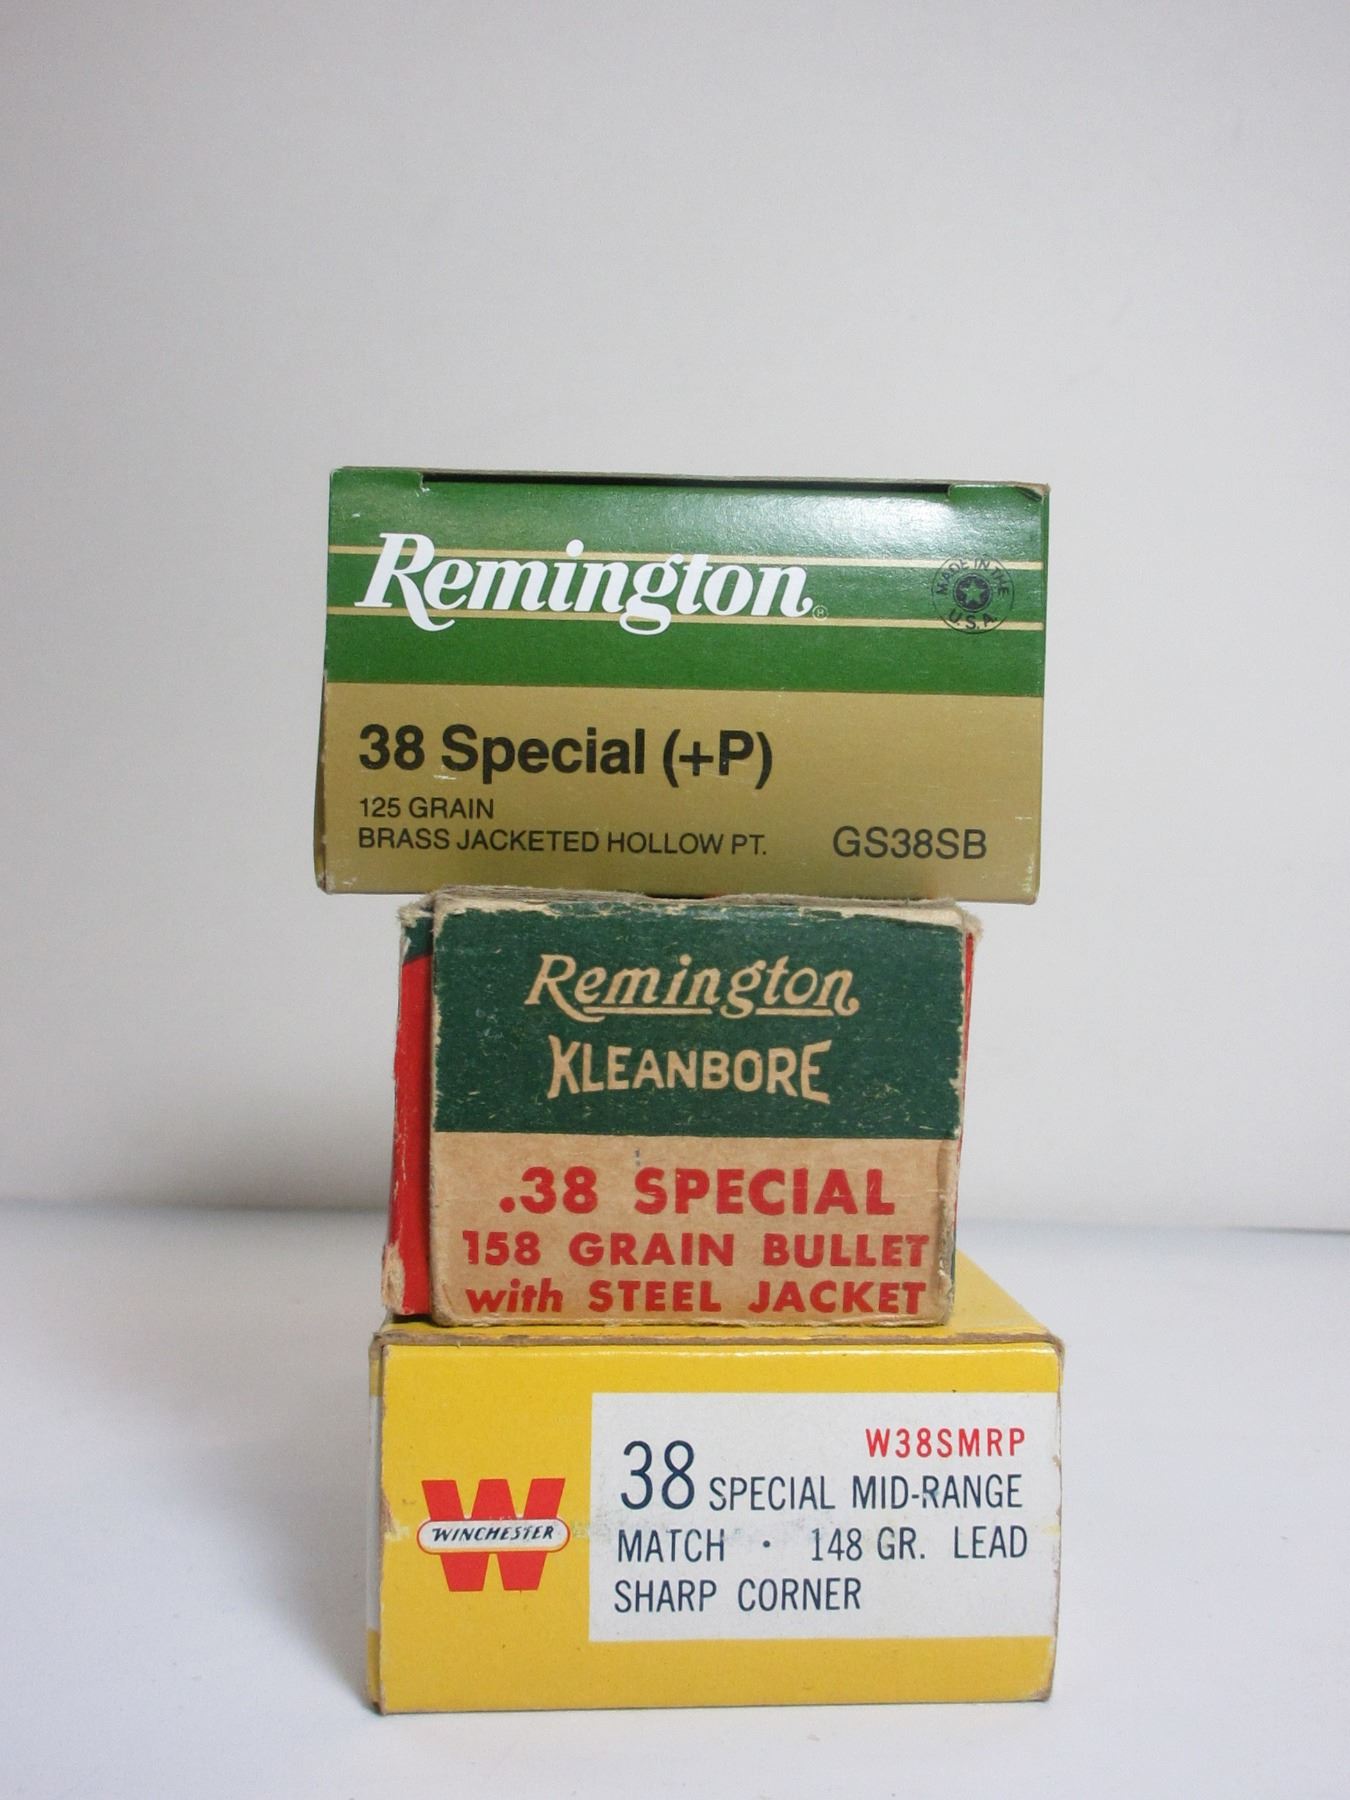 Remington®
MADE IN THE
U.S.A.
38 Special (+P)
125 GRAIN
BRASS JACKETED HOLLOW PT. GS38SB
Remington
KLEANBORE
.38 SPECIAL
158 GRAIN BULLET
with STEEL JACKET
W38SMRP
38 SPECIAL MID-RANGE
MATCH · 148 GR. LEAD
SHARP CORNER
W
WINCHESTER